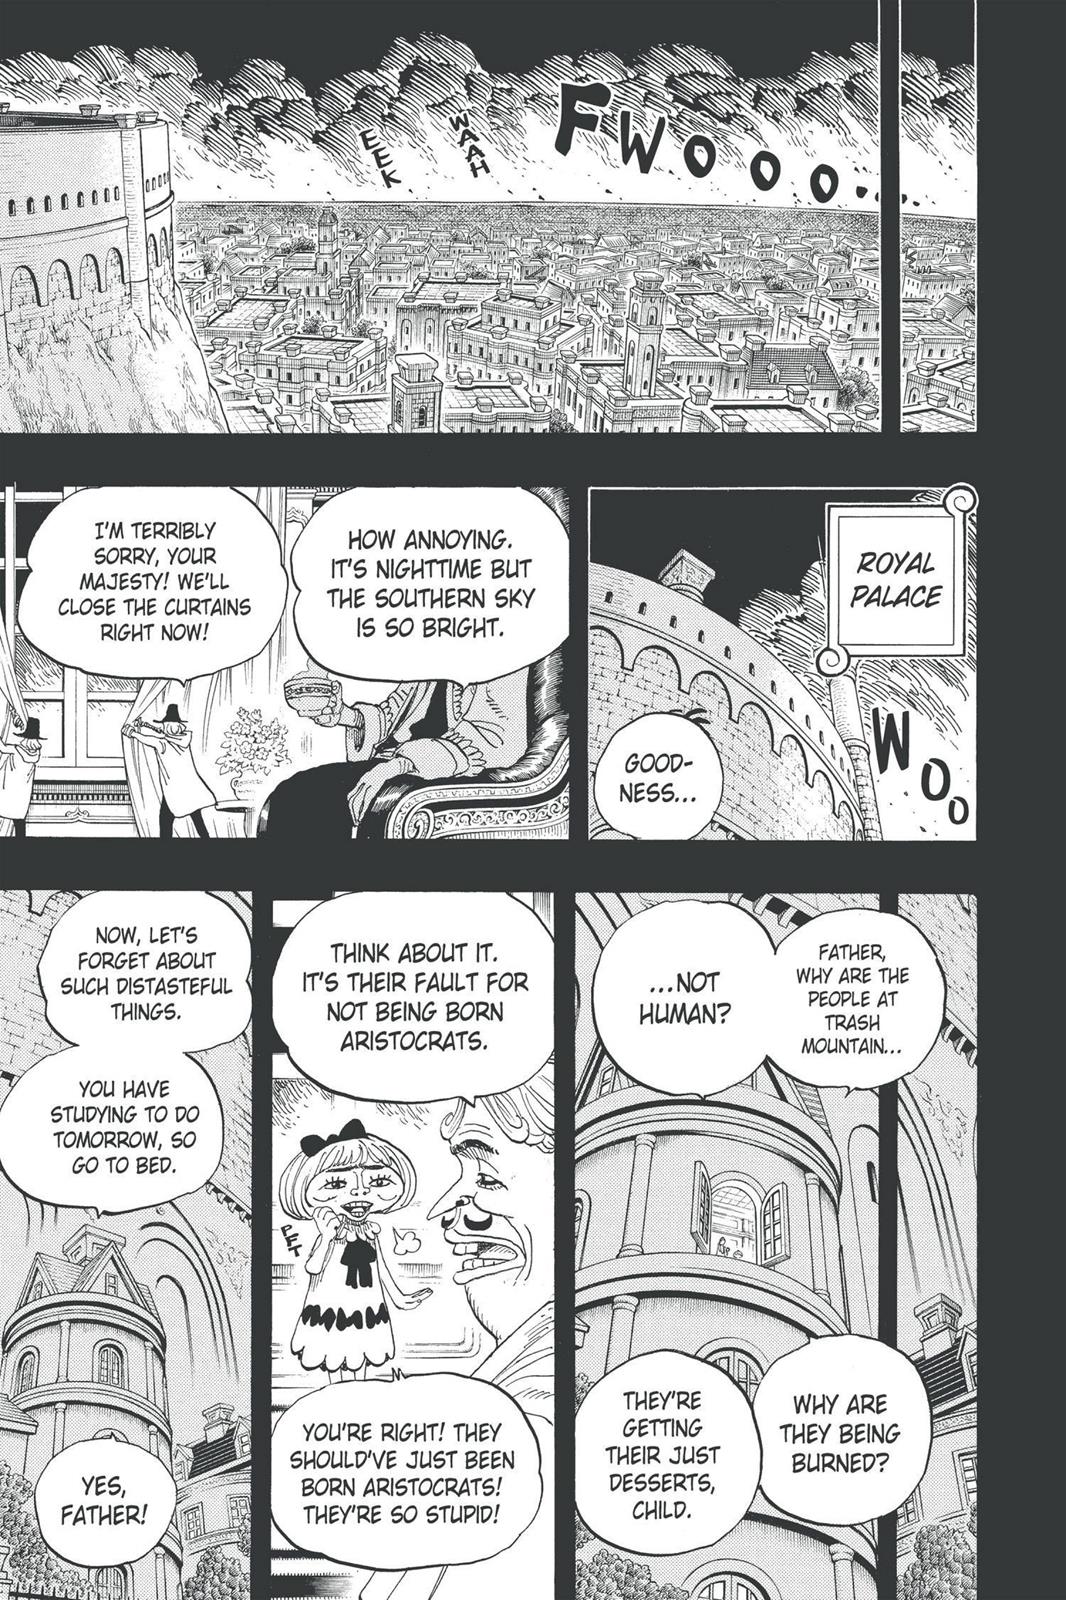 FWOOO...
WAAH
EEK
ROYAL
PALACE
WOO
GOOD-
NESS...
HOW ANNOYING.
IT'S NIGHTTIME BUT
THE SOUTHERN SKY
IS SO BRIGHT.
I'M TERRIBLY
SORRY, YOUR
MAJESTY! WE'LL
CLOSE THE CURTAINS
RIGHT NOW!
FATHER,
WHY ARE THE
PEOPLE AT
TRASH
MOUNTAIN...
...NOT
HUMAN?
WHY ARE
THEY BEING
BURNED?
THEY'RE
GETTING
THEIR JUST
DESSERTS,
CHILD.
THINK ABOUT IT.
IT'S THEIR FAULT FOR
NOT BEING BORN
ARISTOCRATS.
PFFT
YOU'RE RIGHT! THEY
SHOULD'VE JUST BEEN
BORN ARISTOCRATS!
THEY'RE SO STUPID!
NOW, LET'S
FORGET ABOUT
SUCH DISTASTEFUL
THINGS.
YOU HAVE
STUDYING TO DO
TOMORROW, SO
GO TO BED.
YES,
FATHER!